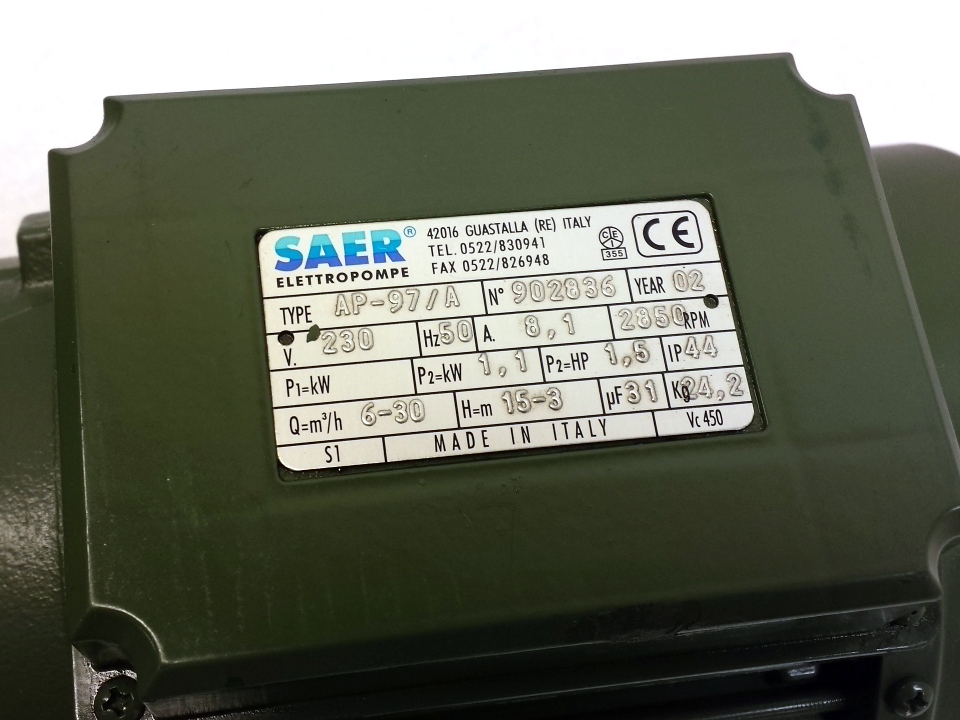 SAER®
ELETTROPOMPE
42016 GUASTALLA (RE) ITALY
TEL. 0522/830941
FAX 0522/826948
CEI
355
CE
TYPE AP-97/A N° 902836 YEAR 02
V. 230 Hz 50 A. 8,1 2850 RPM
P1=kW P2=kW 1,1 P2=HP 1,5 IP 44
Q=m³/h 6-30 H=m 15-3 µF 31 Kg 24,2
S1 MADE IN ITALY Vc 450